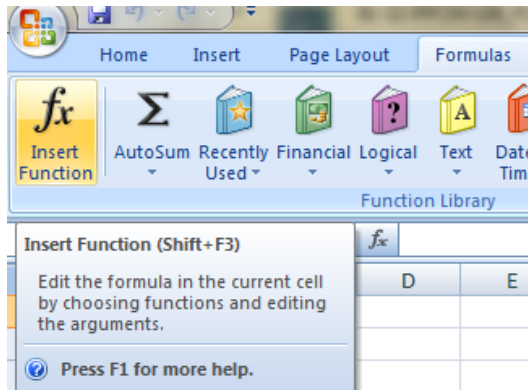 Home Insert Page Layout Formulas
fx Σ ? A
Insert AutoSum Recently Financial Logical Text Date
Function Used Tim
Function Library
Insert Function (Shift+F3) fx
Edit the formula in the current cell D E
by choosing functions and editing
the arguments.
Press F1 for more help.